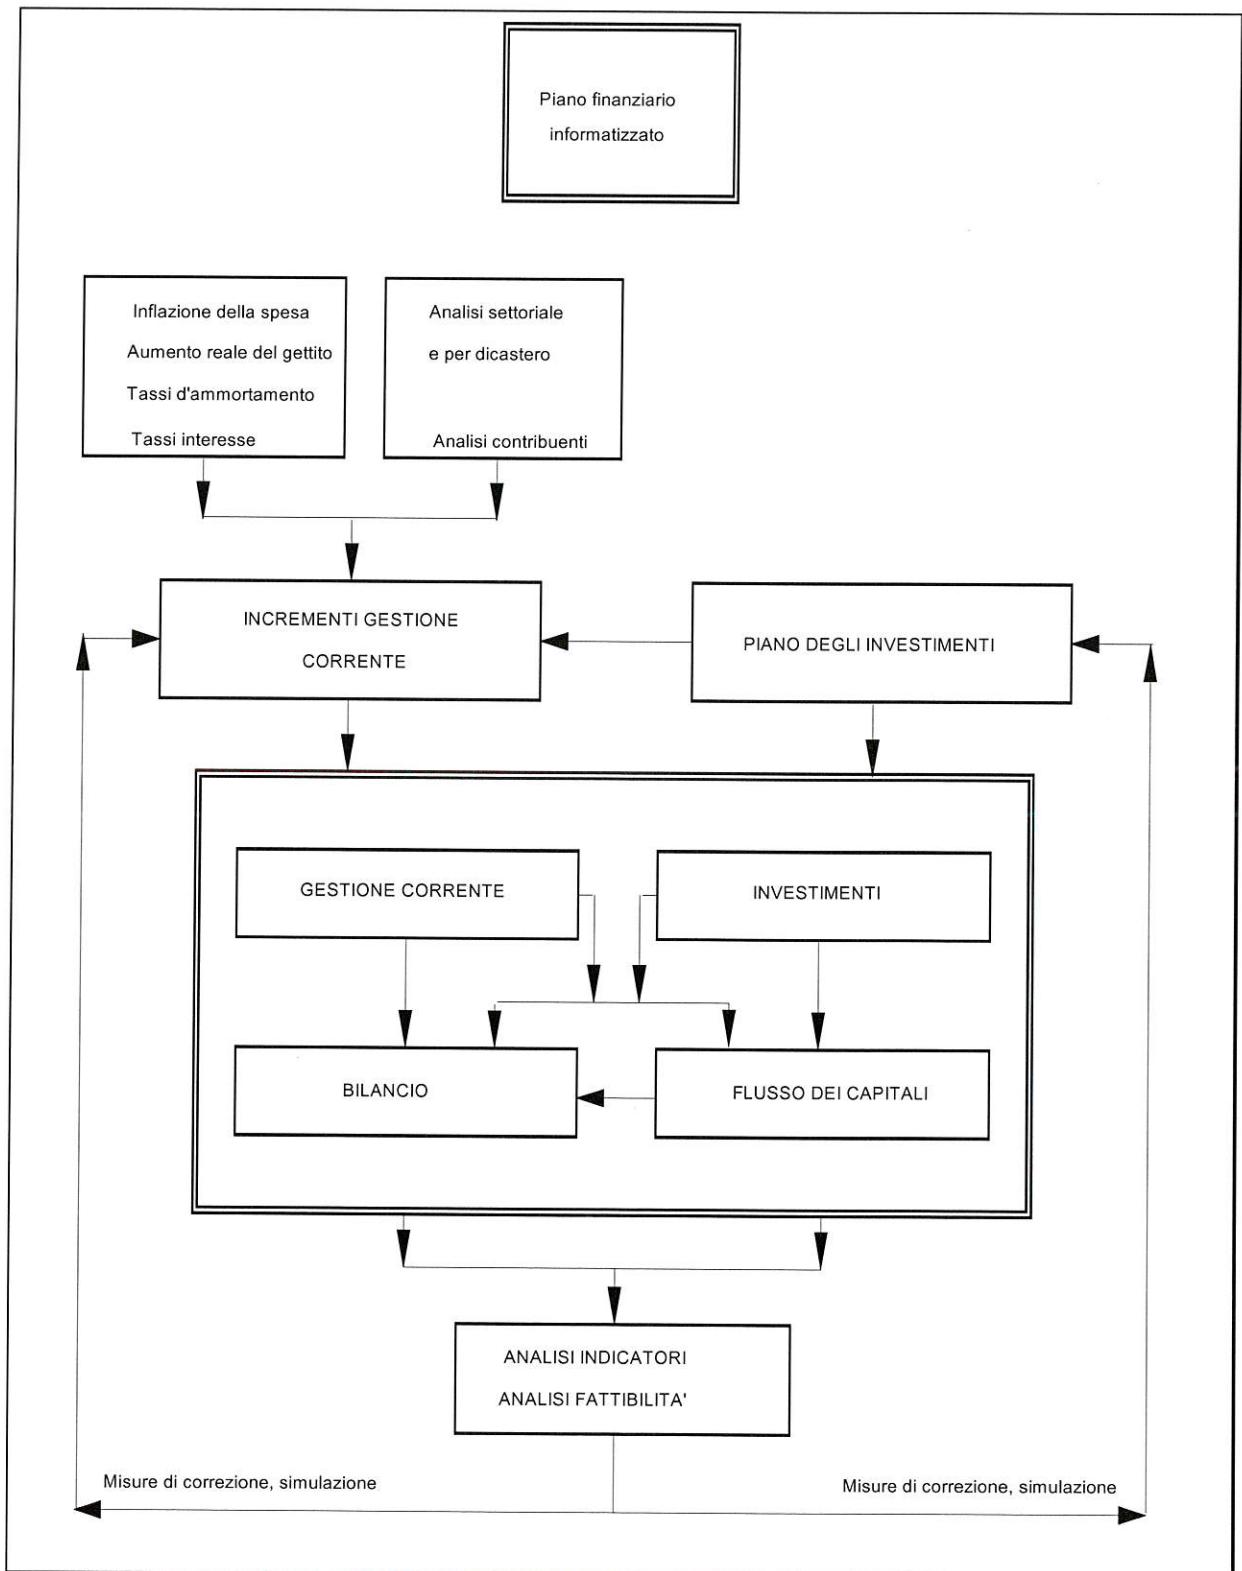 Piano finanziario
informatizzato
Inflazione della spesa
Aumento reale del gettito
Tassi d'ammortamento
Tassi interesse
Analisi settoriale
e per dicastero
Analisi contribuenti
INCREMENTI GESTIONE
CORRENTE
PIANO DEGLI INVESTIMENTI
GESTIONE CORRENTE
INVESTIMENTI
BILANCIO
FLUSSO DEI CAPITALI
ANALISI INDICATORI
ANALISI FATTIBILITA'
Misure di correzione, simulazione
Misure di correzione, simulazione